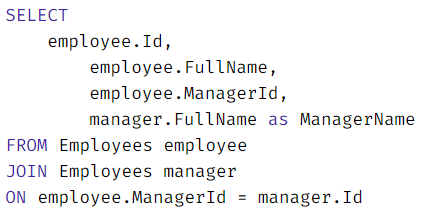 SELECT
    employee.Id,
        employee.FullName,
        employee.ManagerId,
        manager.FullName as ManagerName
FROM Employees employee
JOIN Employees manager
ON employee.ManagerId = manager.Id